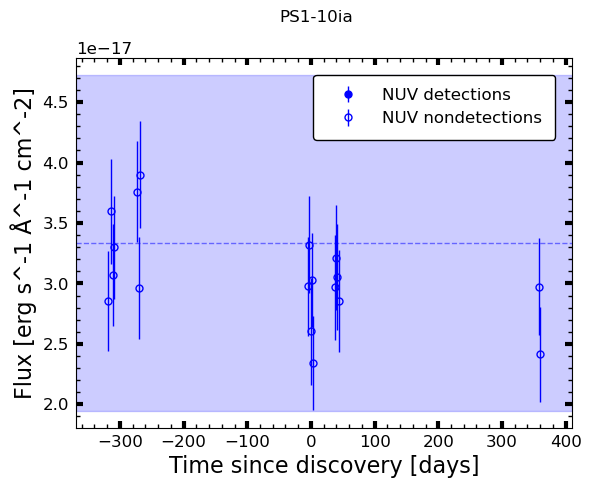 PS1-10ia
1e−17
NUV detections
NUV nondetections
4.5
4.0
3.5
3.0
2.5
2.0
Flux [erg s^-1 Å^-1 cm^-2]
−300 −200 −100 0 100 200 300 400
Time since discovery [days]